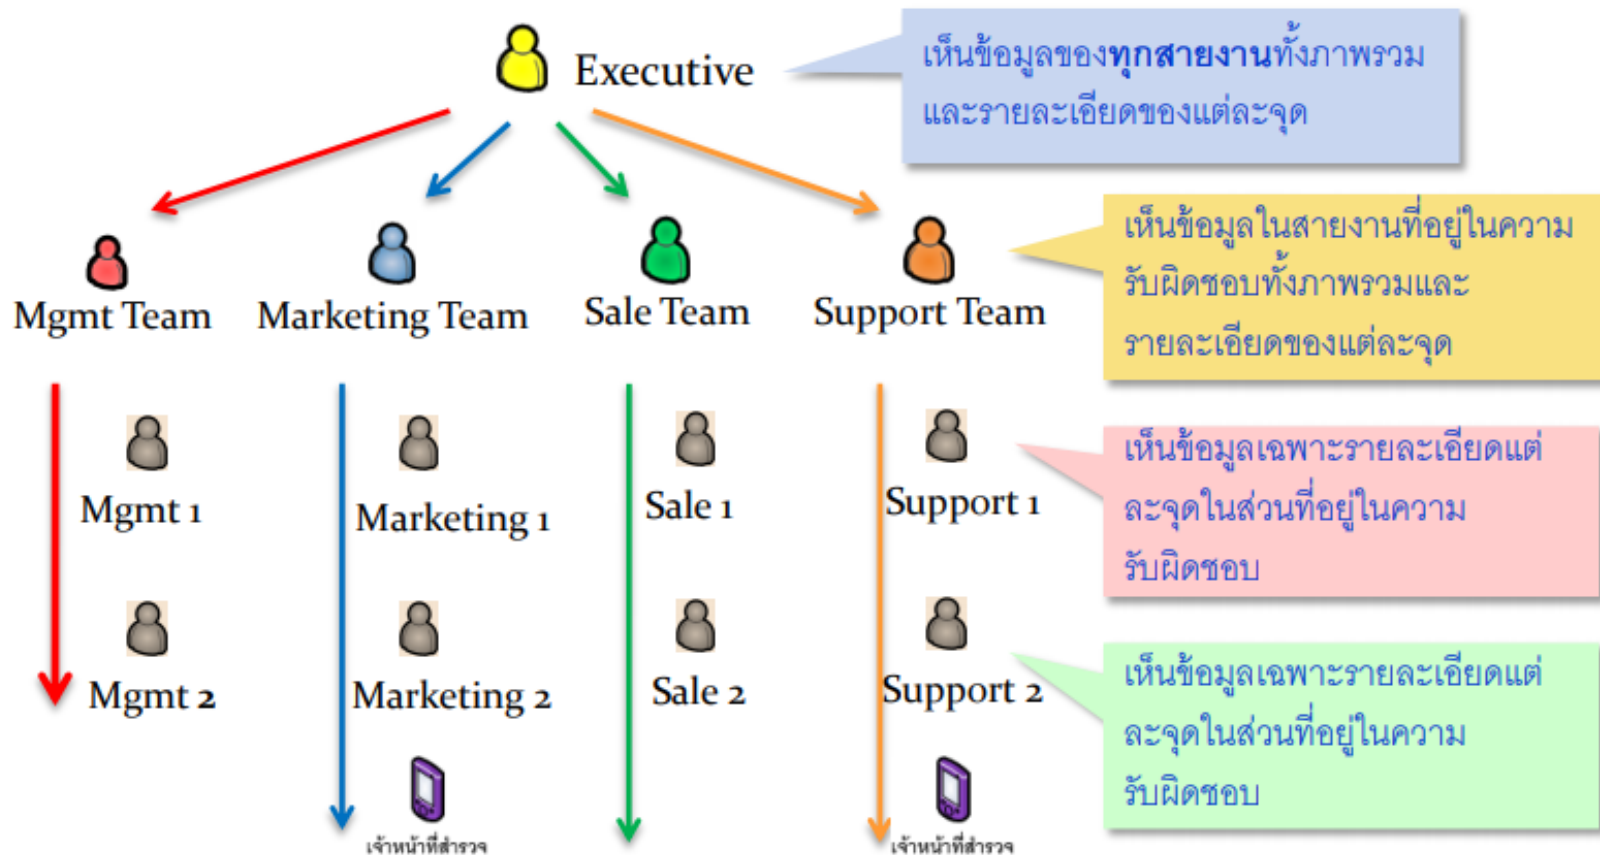 Executive
เห็นข้อมูลของทุกสายงานทั้งภาพรวม
และรายละเอียดของแต่ละจุด
Mgmt Team
Marketing Team
Sale Team
Support Team
เห็นข้อมูลในสายงานที่อยู่ในความ
รับผิดชอบทั้งภาพรวมและ
รายละเอียดของแต่ละจุด
Mgmt 1
Marketing 1
Sale 1
Support 1
เห็นข้อมูลเฉพาะรายละเอียดแต่
ละจุดในส่วนที่อยู่ในความ
รับผิดชอบ
Mgmt 2
Marketing 2
Sale 2
Support 2
เห็นข้อมูลเฉพาะรายละเอียดแต่
ละจุดในส่วนที่อยู่ในความ
รับผิดชอบ
เจ้าหน้าที่สำรวจ
เจ้าหน้าที่สำรวจ